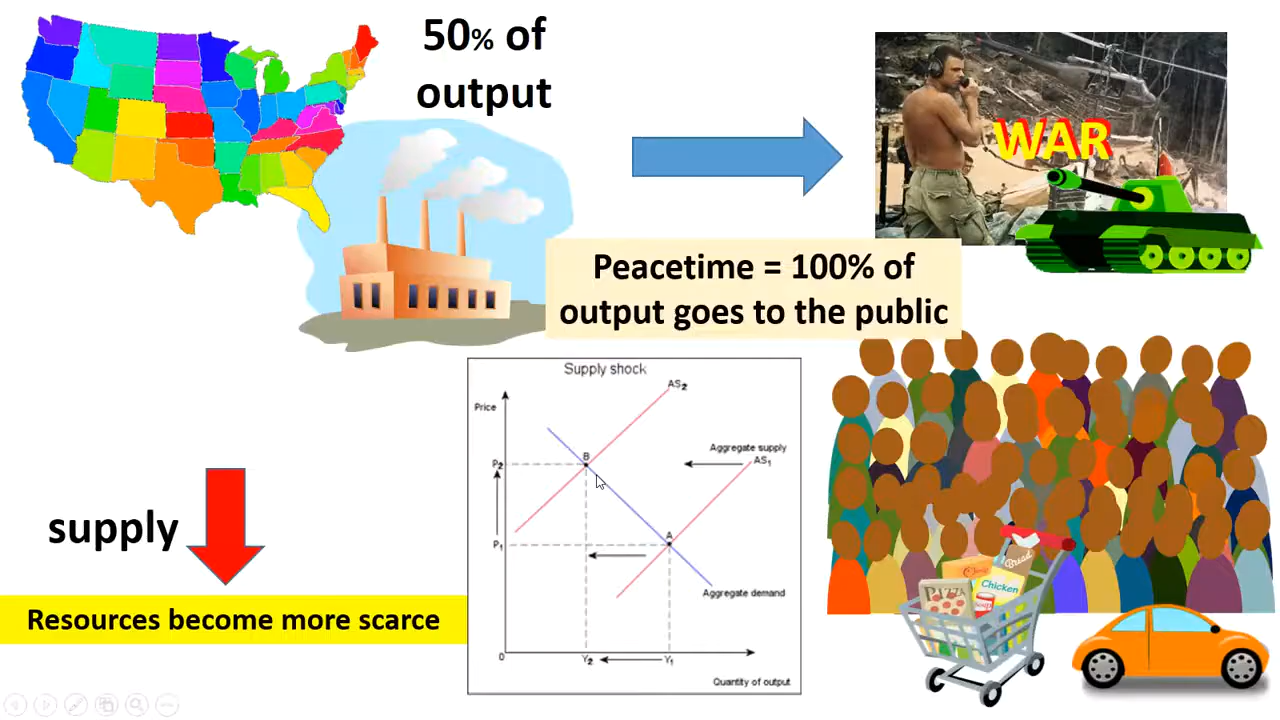 50% of
output
WAR
Peacetime = 100% of
output goes to the public
Supply shock
AS2
Price
Aggregate supply
AS1
B
P2
A
P1
Aggregate demand
0
Y2
Y1
Quantity of output
supply
Resources become more scarce
Bread
Chicken
PIZZA